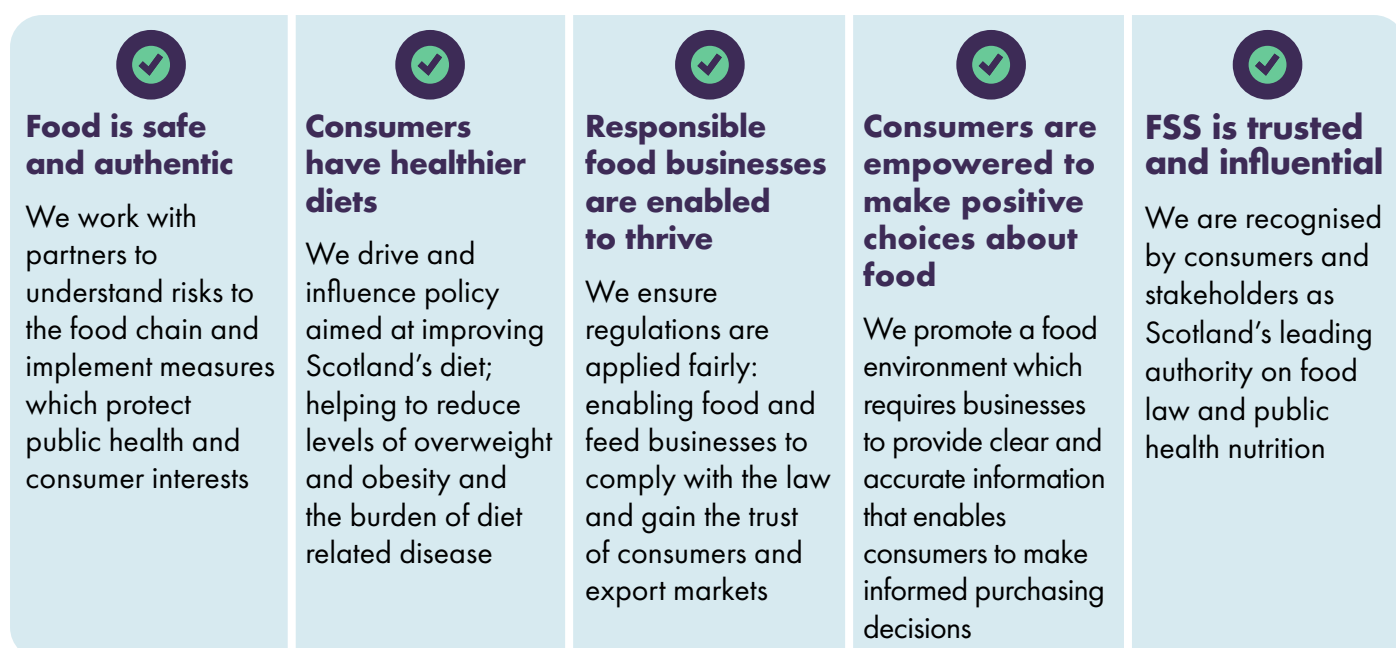 Food is safe
and authentic
We work with
partners to
understand risks to
the food chain and
implement measures
which protect
public health and
consumer interests
Consumers
have healthier
diets
We drive and
influence policy
aimed at improving
Scotland’s diet;
helping to reduce
levels of overweight
and obesity and
the burden of diet
related disease
Responsible
food businesses
are enabled
to thrive
We ensure
regulations are
applied fairly:
enabling food and
feed businesses to
comply with the law
and gain the trust
of consumers and
export markets
Consumers are
empowered to
make positive
choices about
food
We promote a food
environment which
requires businesses
to provide clear and
accurate information
that enables
consumers to make
informed purchasing
decisions
FSS is trusted
and influential
We are recognised
by consumers and
stakeholders as
Scotland’s leading
authority on food
law and public
health nutrition